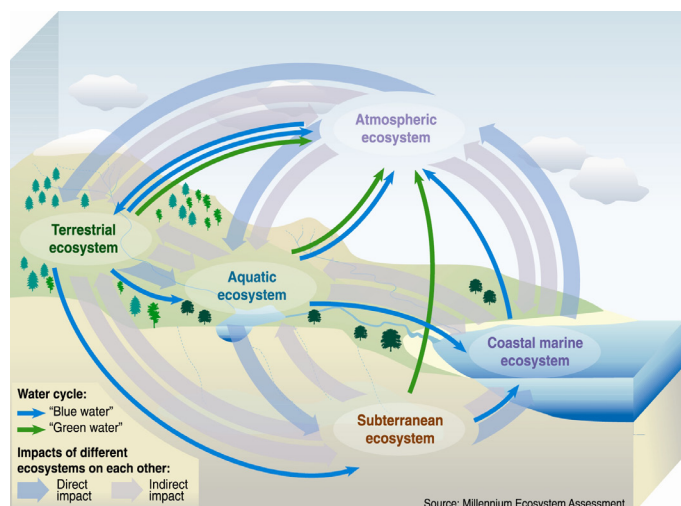 Atmospheric
ecosystem
Terrestrial
ecosystem
Aquatic
ecosystem
Coastal marine
ecosystem
Subterranean
ecosystem
Water cycle:
"Blue water"
"Green water"
Impacts of different
ecosystems on each other:
Direct
impact
Indirect
impact
Source: Millennium Ecosystem Assessment